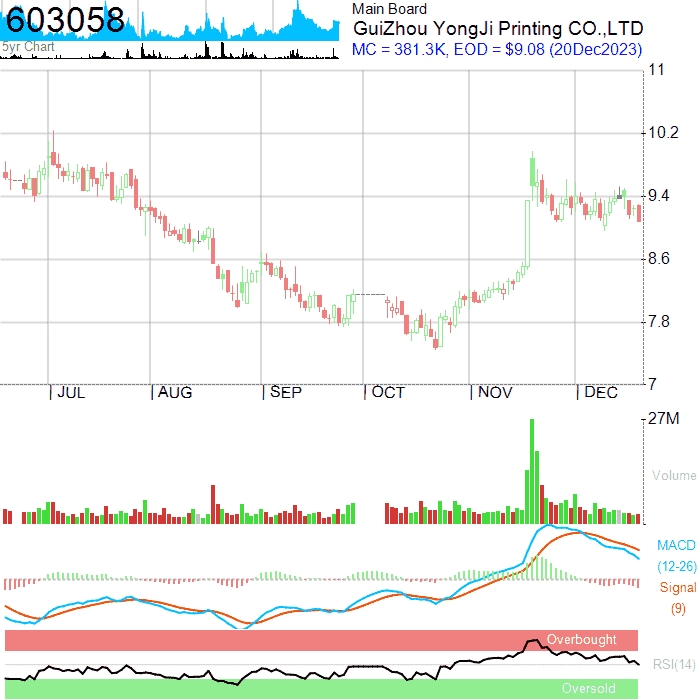 603058
Main Board
GuiZhou YongJi Printing CO.,LTD
5yr Chart
MC = 381.3K, EOD = $9.08 (20Dec2023)
11
10.2
9.4
8.6
7.8
7
JUL AUG SEP OCT NOV DEC
27M
Volume
MACD
(12-26)
Signal
(9)
Overbought
RSI(14)
Oversold